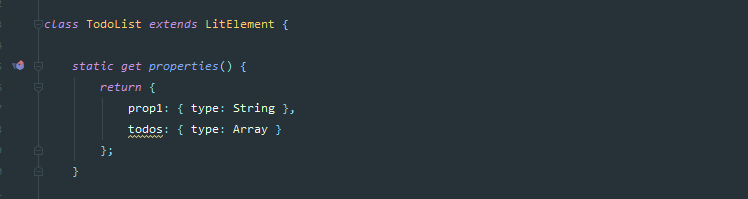 class TodoList extends LitElement {
static get properties() {
return {
prop1: { type: String },
todos: { type: Array }
};
}